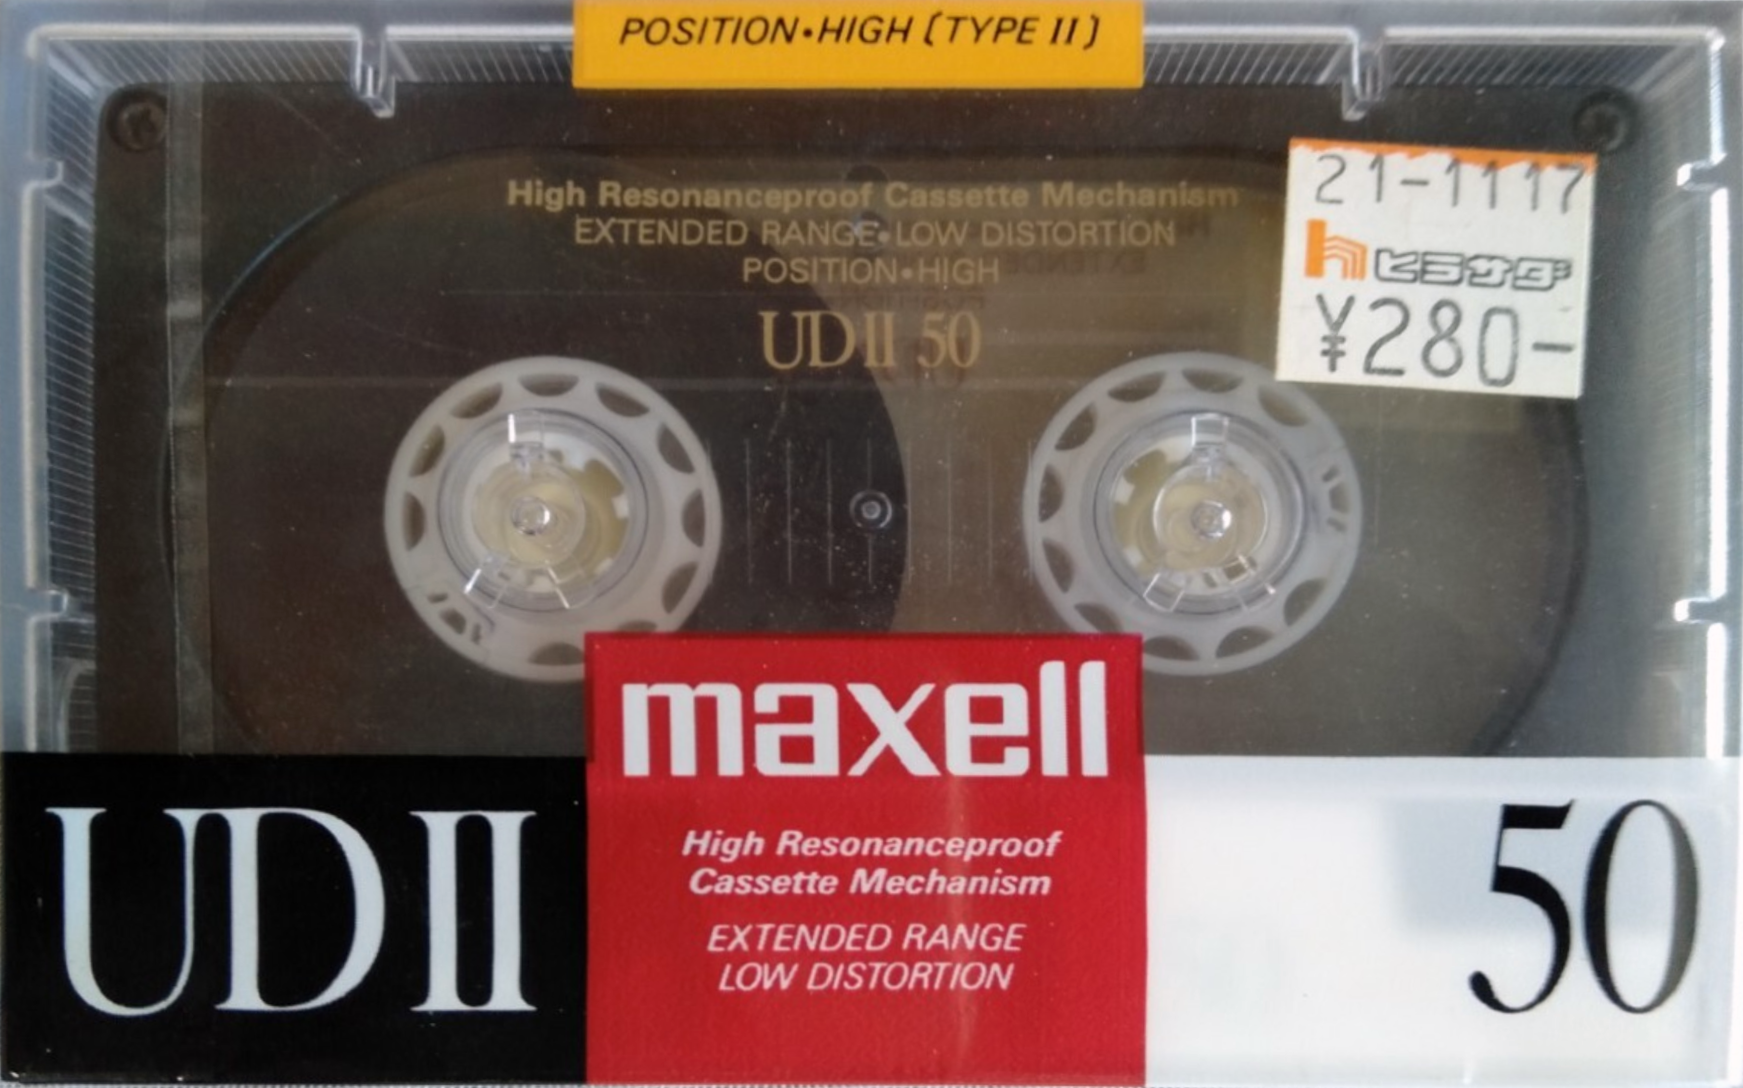 POSITION•HIGH [TYPE II]
High Resonanceproof Cassette Mechanism
EXTENDED RANGE•LOW DISTORTION
POSITION•HIGH
UDII 50
21-1117
h ヒラサダ
¥280-
maxell
UDII
High Resonanceproof
Cassette Mechanism
EXTENDED RANGE
LOW DISTORTION
50